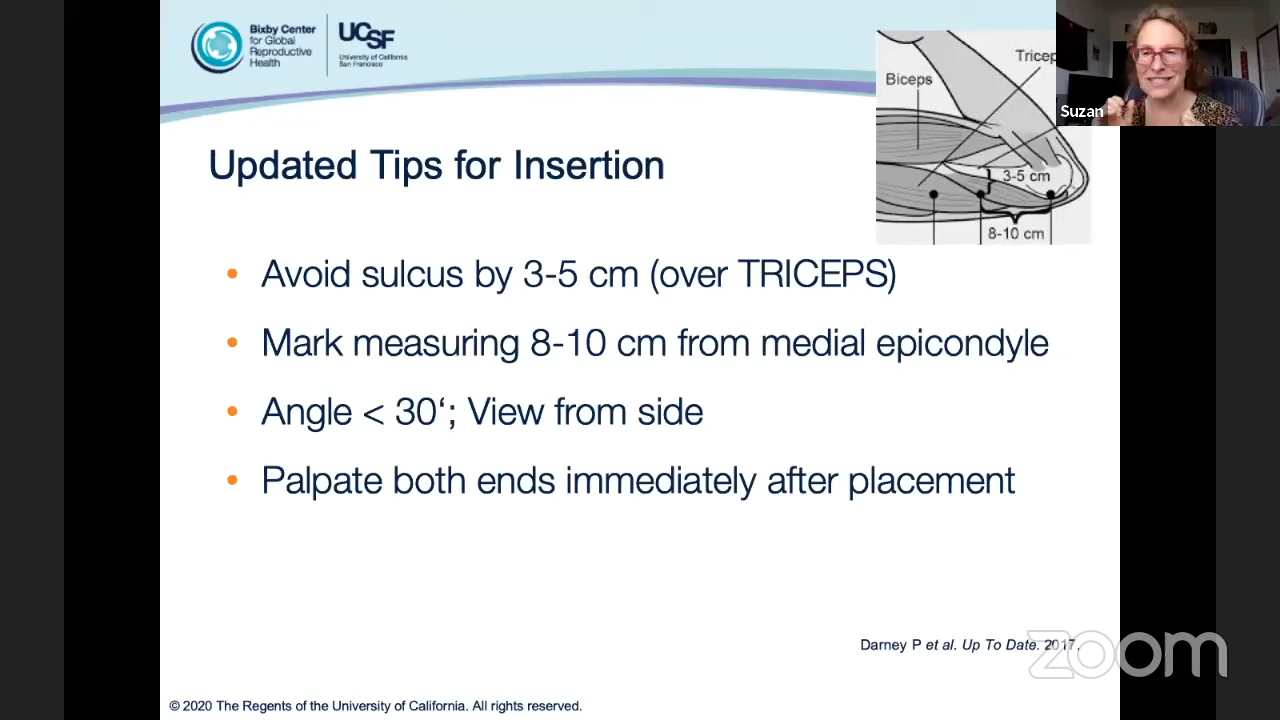 Bixby Center
for Global
Reproductive
Health
UCSF
University of California
San Francisco
Biceps
Tricep
Suzan
3-5 cm
8-10 cm
Updated Tips for Insertion
• Avoid sulcus by 3-5 cm (over TRICEPS)
• Mark measuring 8-10 cm from medial epicondyle
• Angle < 30‘; View from side
• Palpate both ends immediately after placement
Darney P et al. Up To Date. 2017.
zoom
© 2020 The Regents of the University of California. All rights reserved.